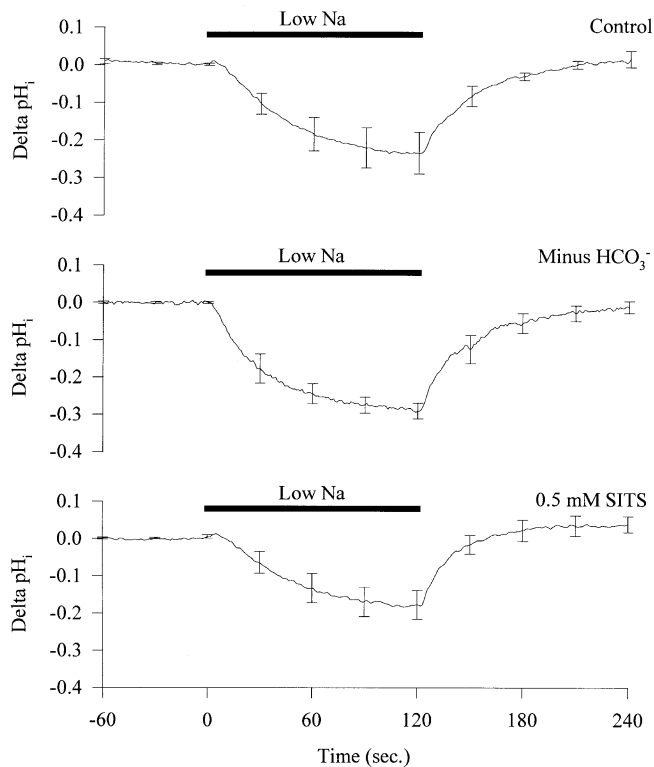 Low Na
Control
0.1
0.0
-0.1
-0.2
-0.3
-0.4
Delta pHi
Low Na
Minus HCO3-
0.1
0.0
-0.1
-0.2
-0.3
-0.4
Delta pHi
Low Na
0.5 mM SITS
0.1
0.0
-0.1
-0.2
-0.3
-0.4
Delta pHi
-60 0 60 120 180 240
Time (sec.)